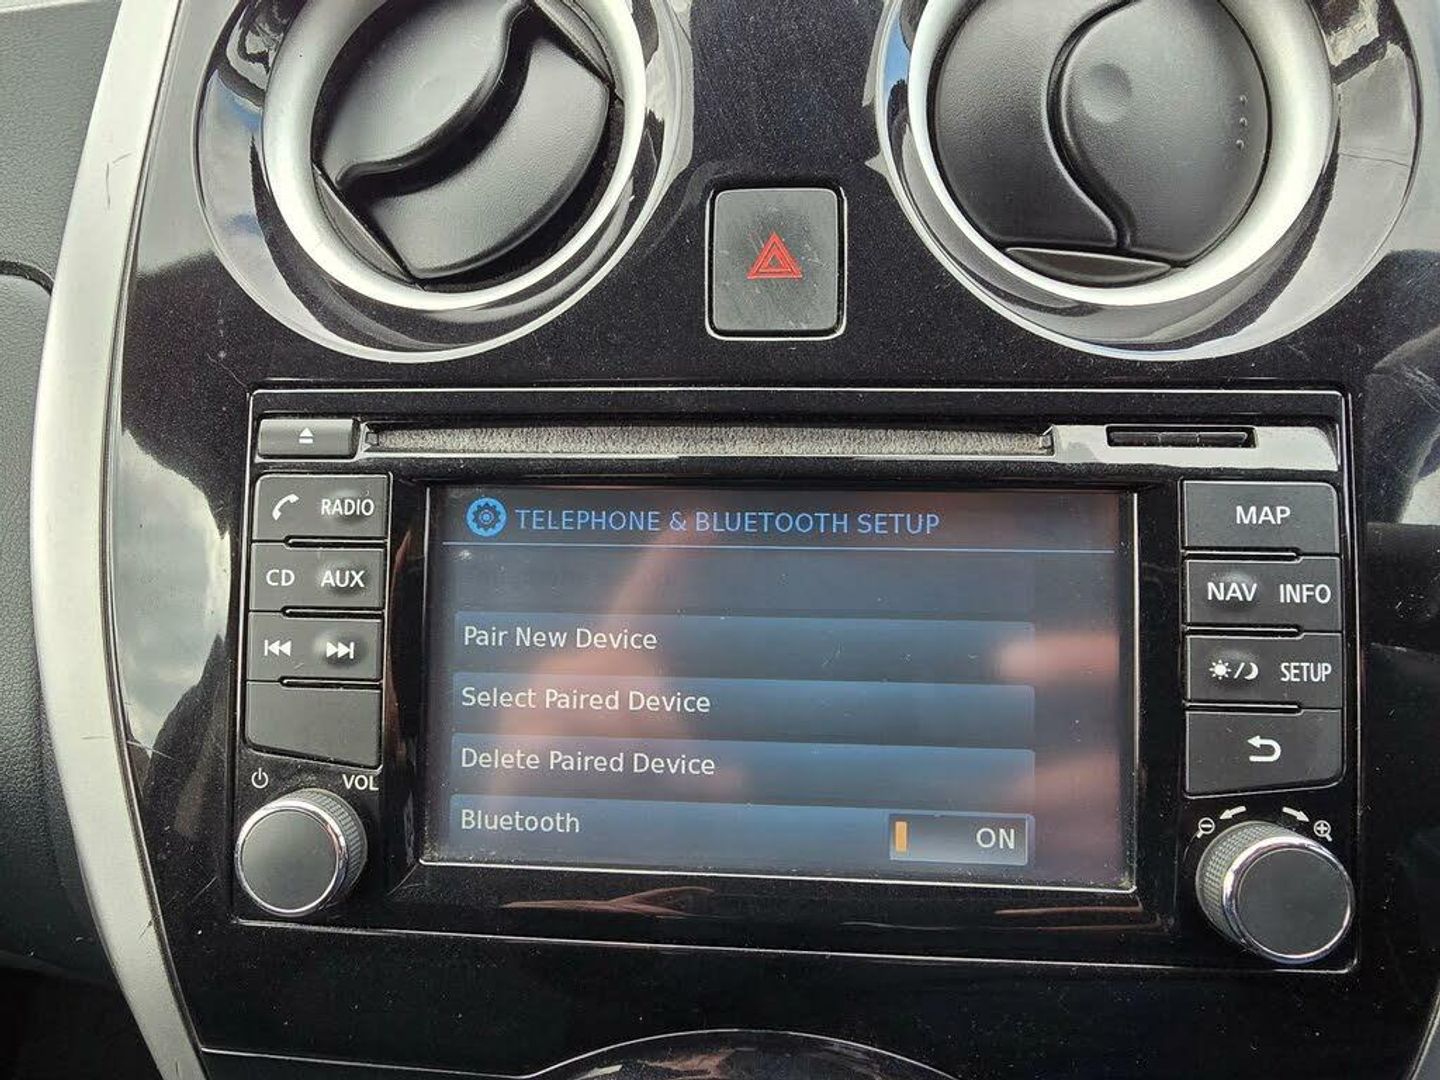 RADIO
CD AUX
VOL
TELEPHONE & BLUETOOTH SETUP
Pair New Device
Select Paired Device
Delete Paired Device
Bluetooth ON
MAP
NAV INFO
SETUP